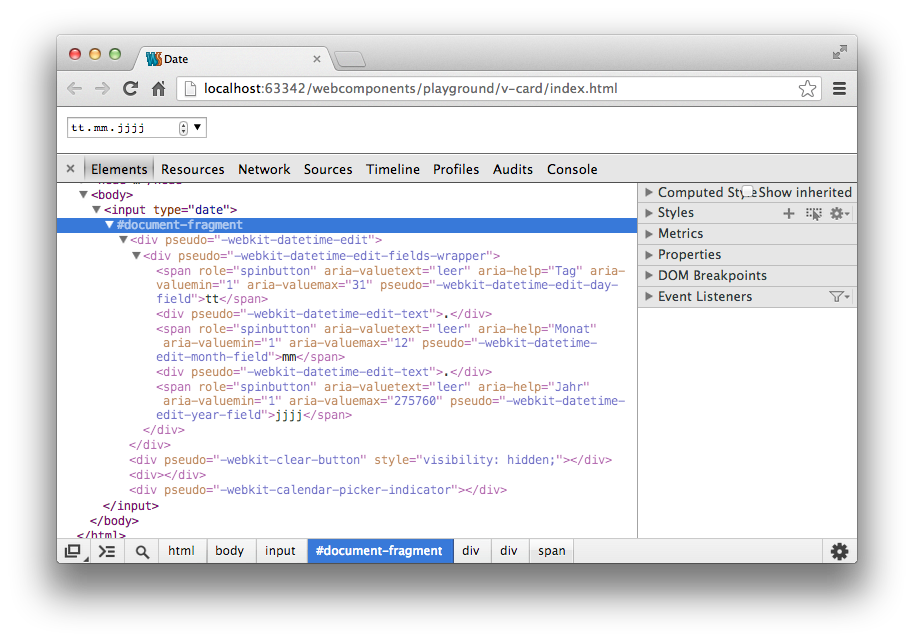 Date
localhost:63342/webcomponents/playground/v-card/index.html
tt.mm.jjjj
Elements Resources Network Sources Timeline Profiles Audits Console
<body>
<input type="date">
#document-fragment
<div pseudo="-webkit-datetime-edit">
<div pseudo="-webkit-datetime-edit-fields-wrapper">
<span role="spinbutton" aria-valuetext="leer" aria-help="Tag" aria-
valuemin="1" aria-valuemax="31" pseudo="-webkit-datetime-edit-day-
field">tt</span>
<div pseudo="-webkit-datetime-edit-text">.</div>
<span role="spinbutton" aria-valuetext="leer" aria-help="Monat"
aria-valuemin="1" aria-valuemax="12" pseudo="-webkit-datetime-
edit-month-field">mm</span>
<div pseudo="-webkit-datetime-edit-text">.</div>
<span role="spinbutton" aria-valuetext="leer" aria-help="Jahr"
aria-valuemin="1" aria-valuemax="275760" pseudo="-webkit-datetime-
edit-year-field">jjjj</span>
</div>
</div>
<div pseudo="-webkit-clear-button" style="visibility: hidden;"></div>
<div></div>
<div pseudo="-webkit-calendar-picker-indicator"></div>
</input>
</body>
</html>
Computed Style Show inherited
Styles
Metrics
Properties
DOM Breakpoints
Event Listeners
html body input #document-fragment div div span